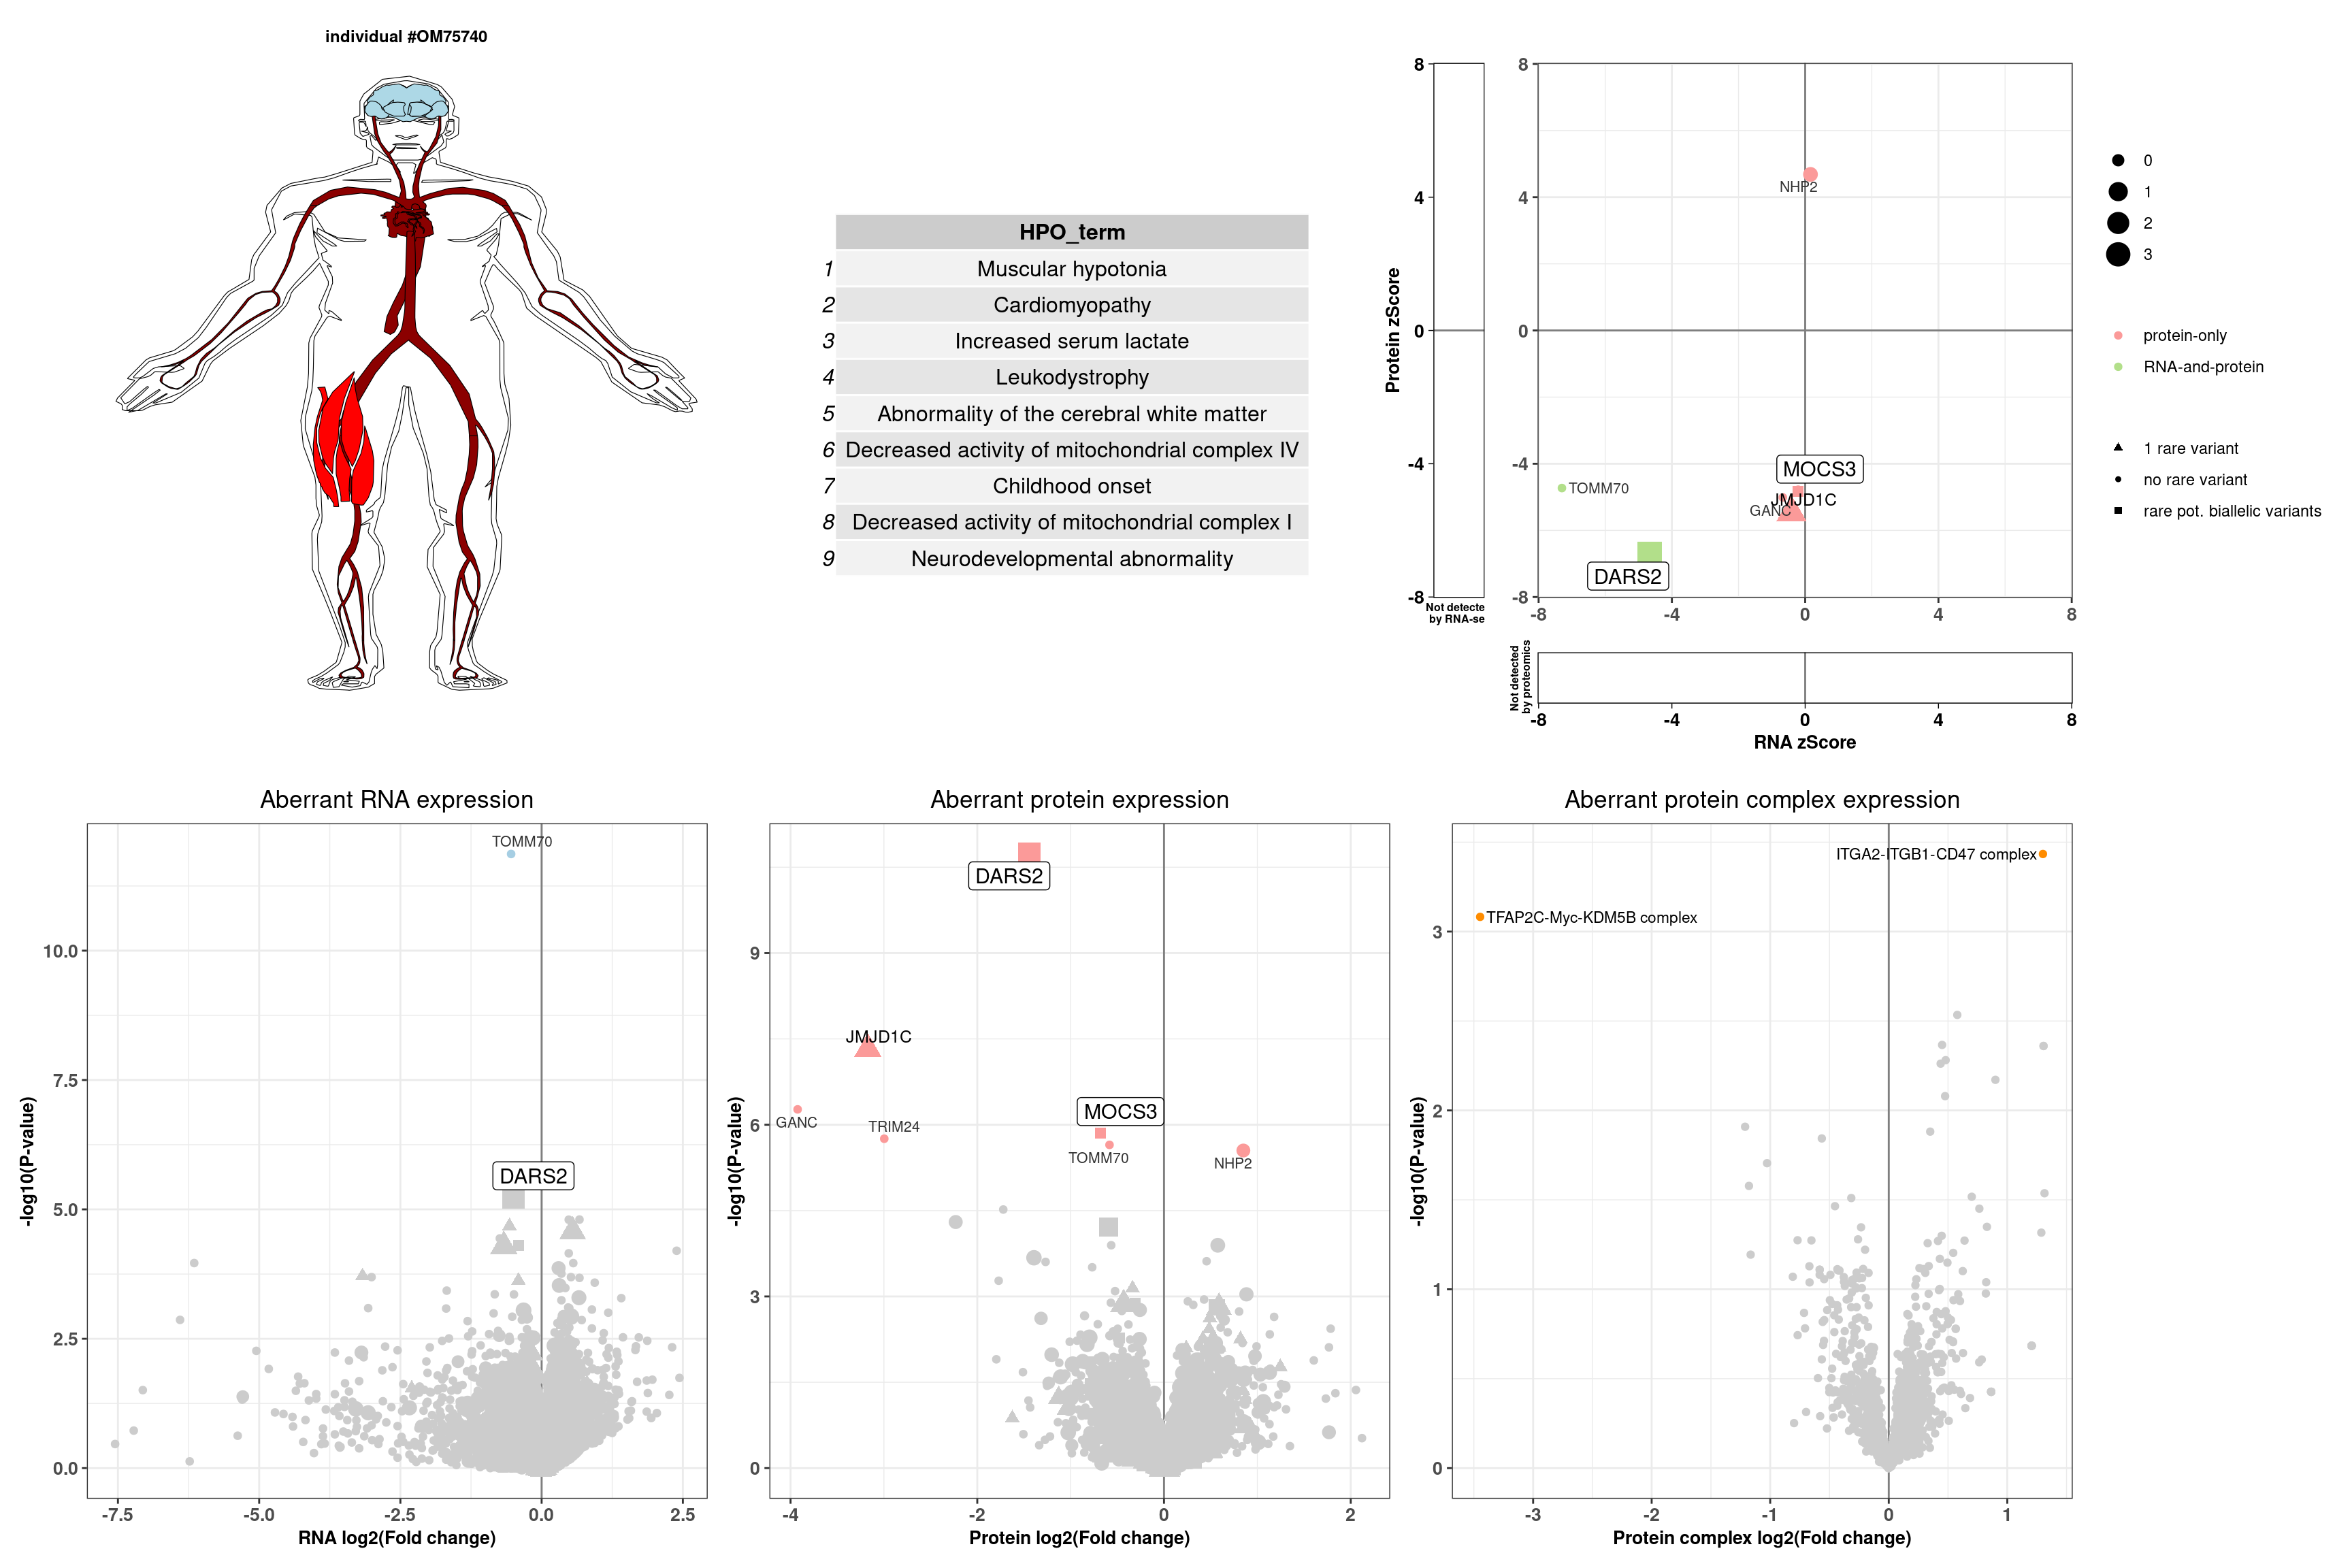 individual #OM75740
HPO_term
1 Muscular hypotonia
2 Cardiomyopathy
3 Increased serum lactate
4 Leukodystrophy
5 Abnormality of the cerebral white matter
6 Decreased activity of mitochondrial complex IV
7 Childhood onset
8 Decreased activity of mitochondrial complex I
9 Neurodevelopmental abnormality
Protein zScore
8
4
0
-4
-8
Not detecte
by RNA-se
8
4
0
-4
-8
NHP2
MOCS3
TOMM70
JMJD1C
GANC
DARS2
-8 -4 0 4 8
Not detected
by proteomics
-8 -4 0 4 8
RNA zScore
0
1
2
3
protein-only
RNA-and-protein
1 rare variant
no rare variant
rare pot. biallelic variants
Aberrant RNA expression
-log10(P-value)
10.0
7.5
5.0
2.5
0.0
TOMM70
DARS2
-7.5 -5.0 -2.5 0.0 2.5
RNA log2(Fold change)
Aberrant protein expression
-log10(P-value)
9
6
3
0
DARS2
JMJD1C
MOCS3
GANC
TRIM24
TOMM70
NHP2
-4 -2 0 2
Protein log2(Fold change)
Aberrant protein complex expression
-log10(P-value)
3
2
1
0
ITGA2-ITGB1-CD47 complex
TFAP2C-Myc-KDM5B complex
-3 -2 -1 0 1
Protein complex log2(Fold change)